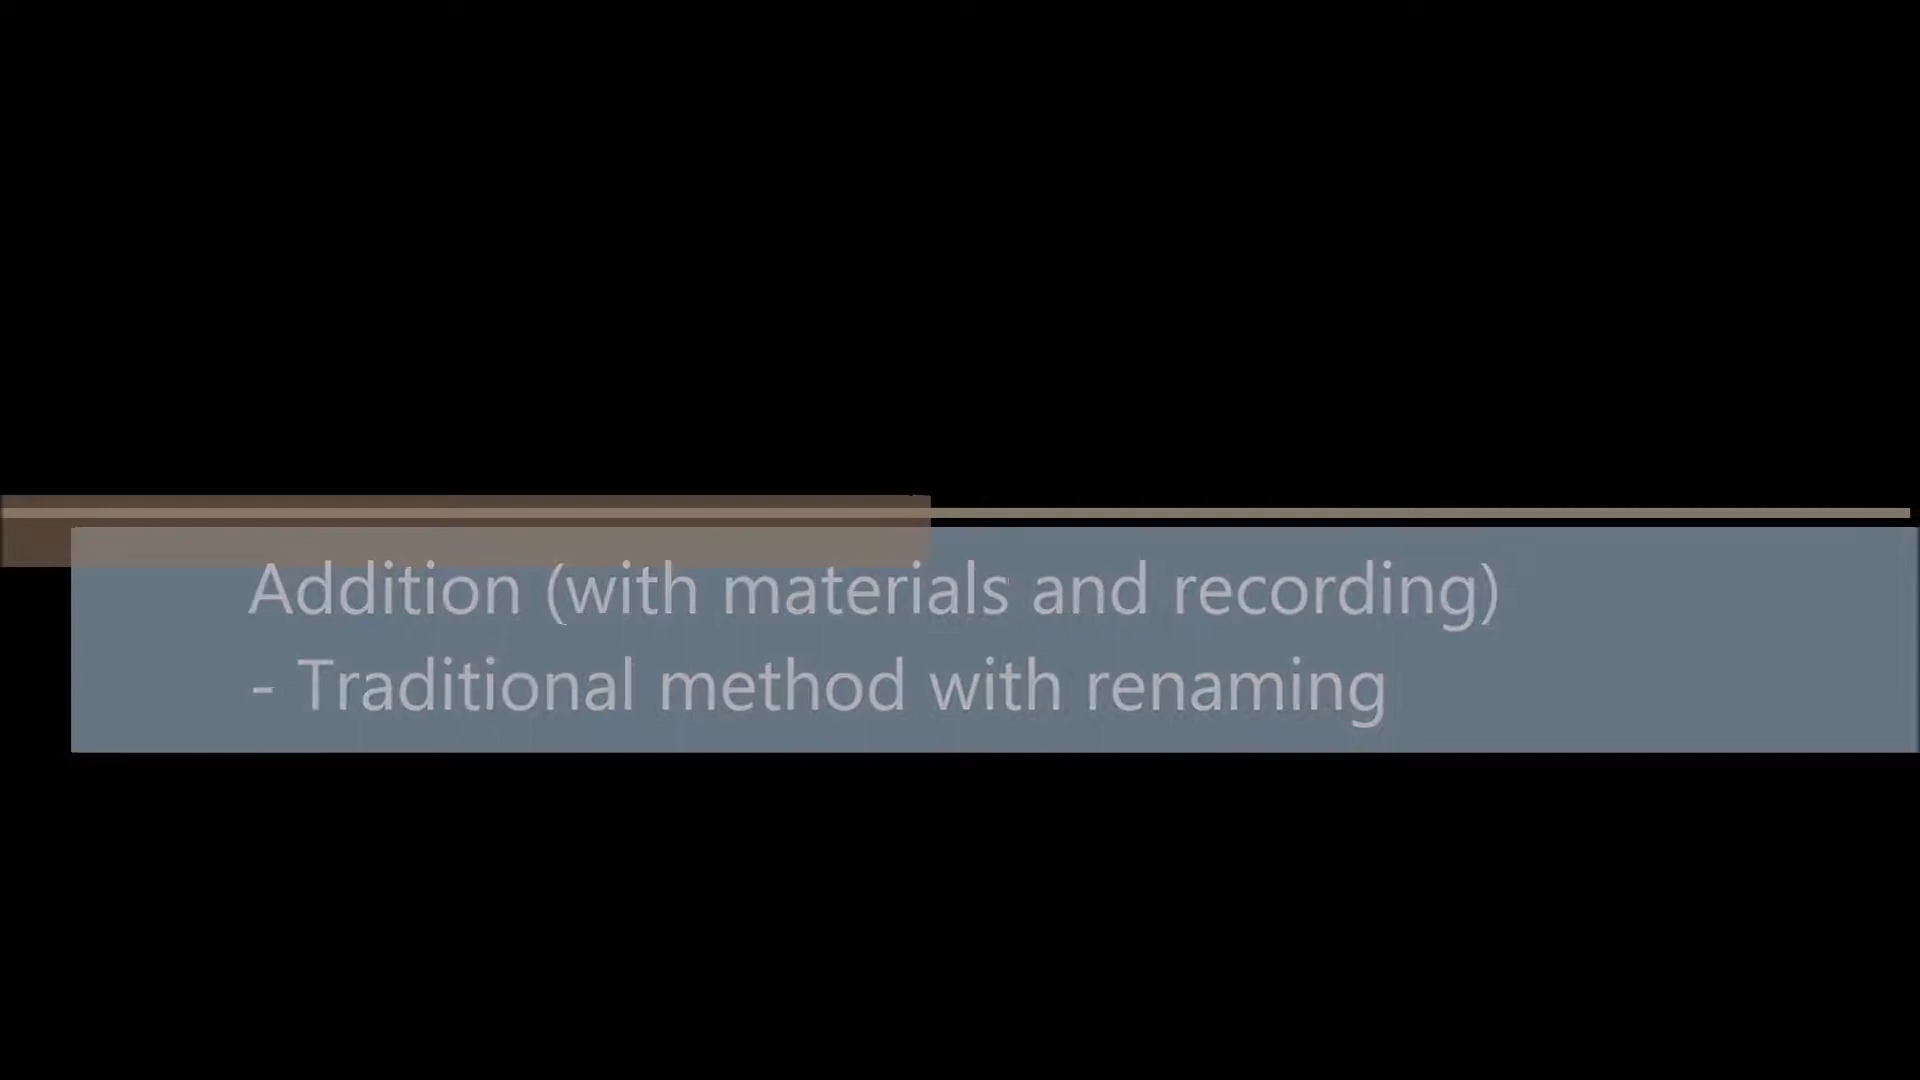 Addition (with materials and recording)
- Traditional method with renaming